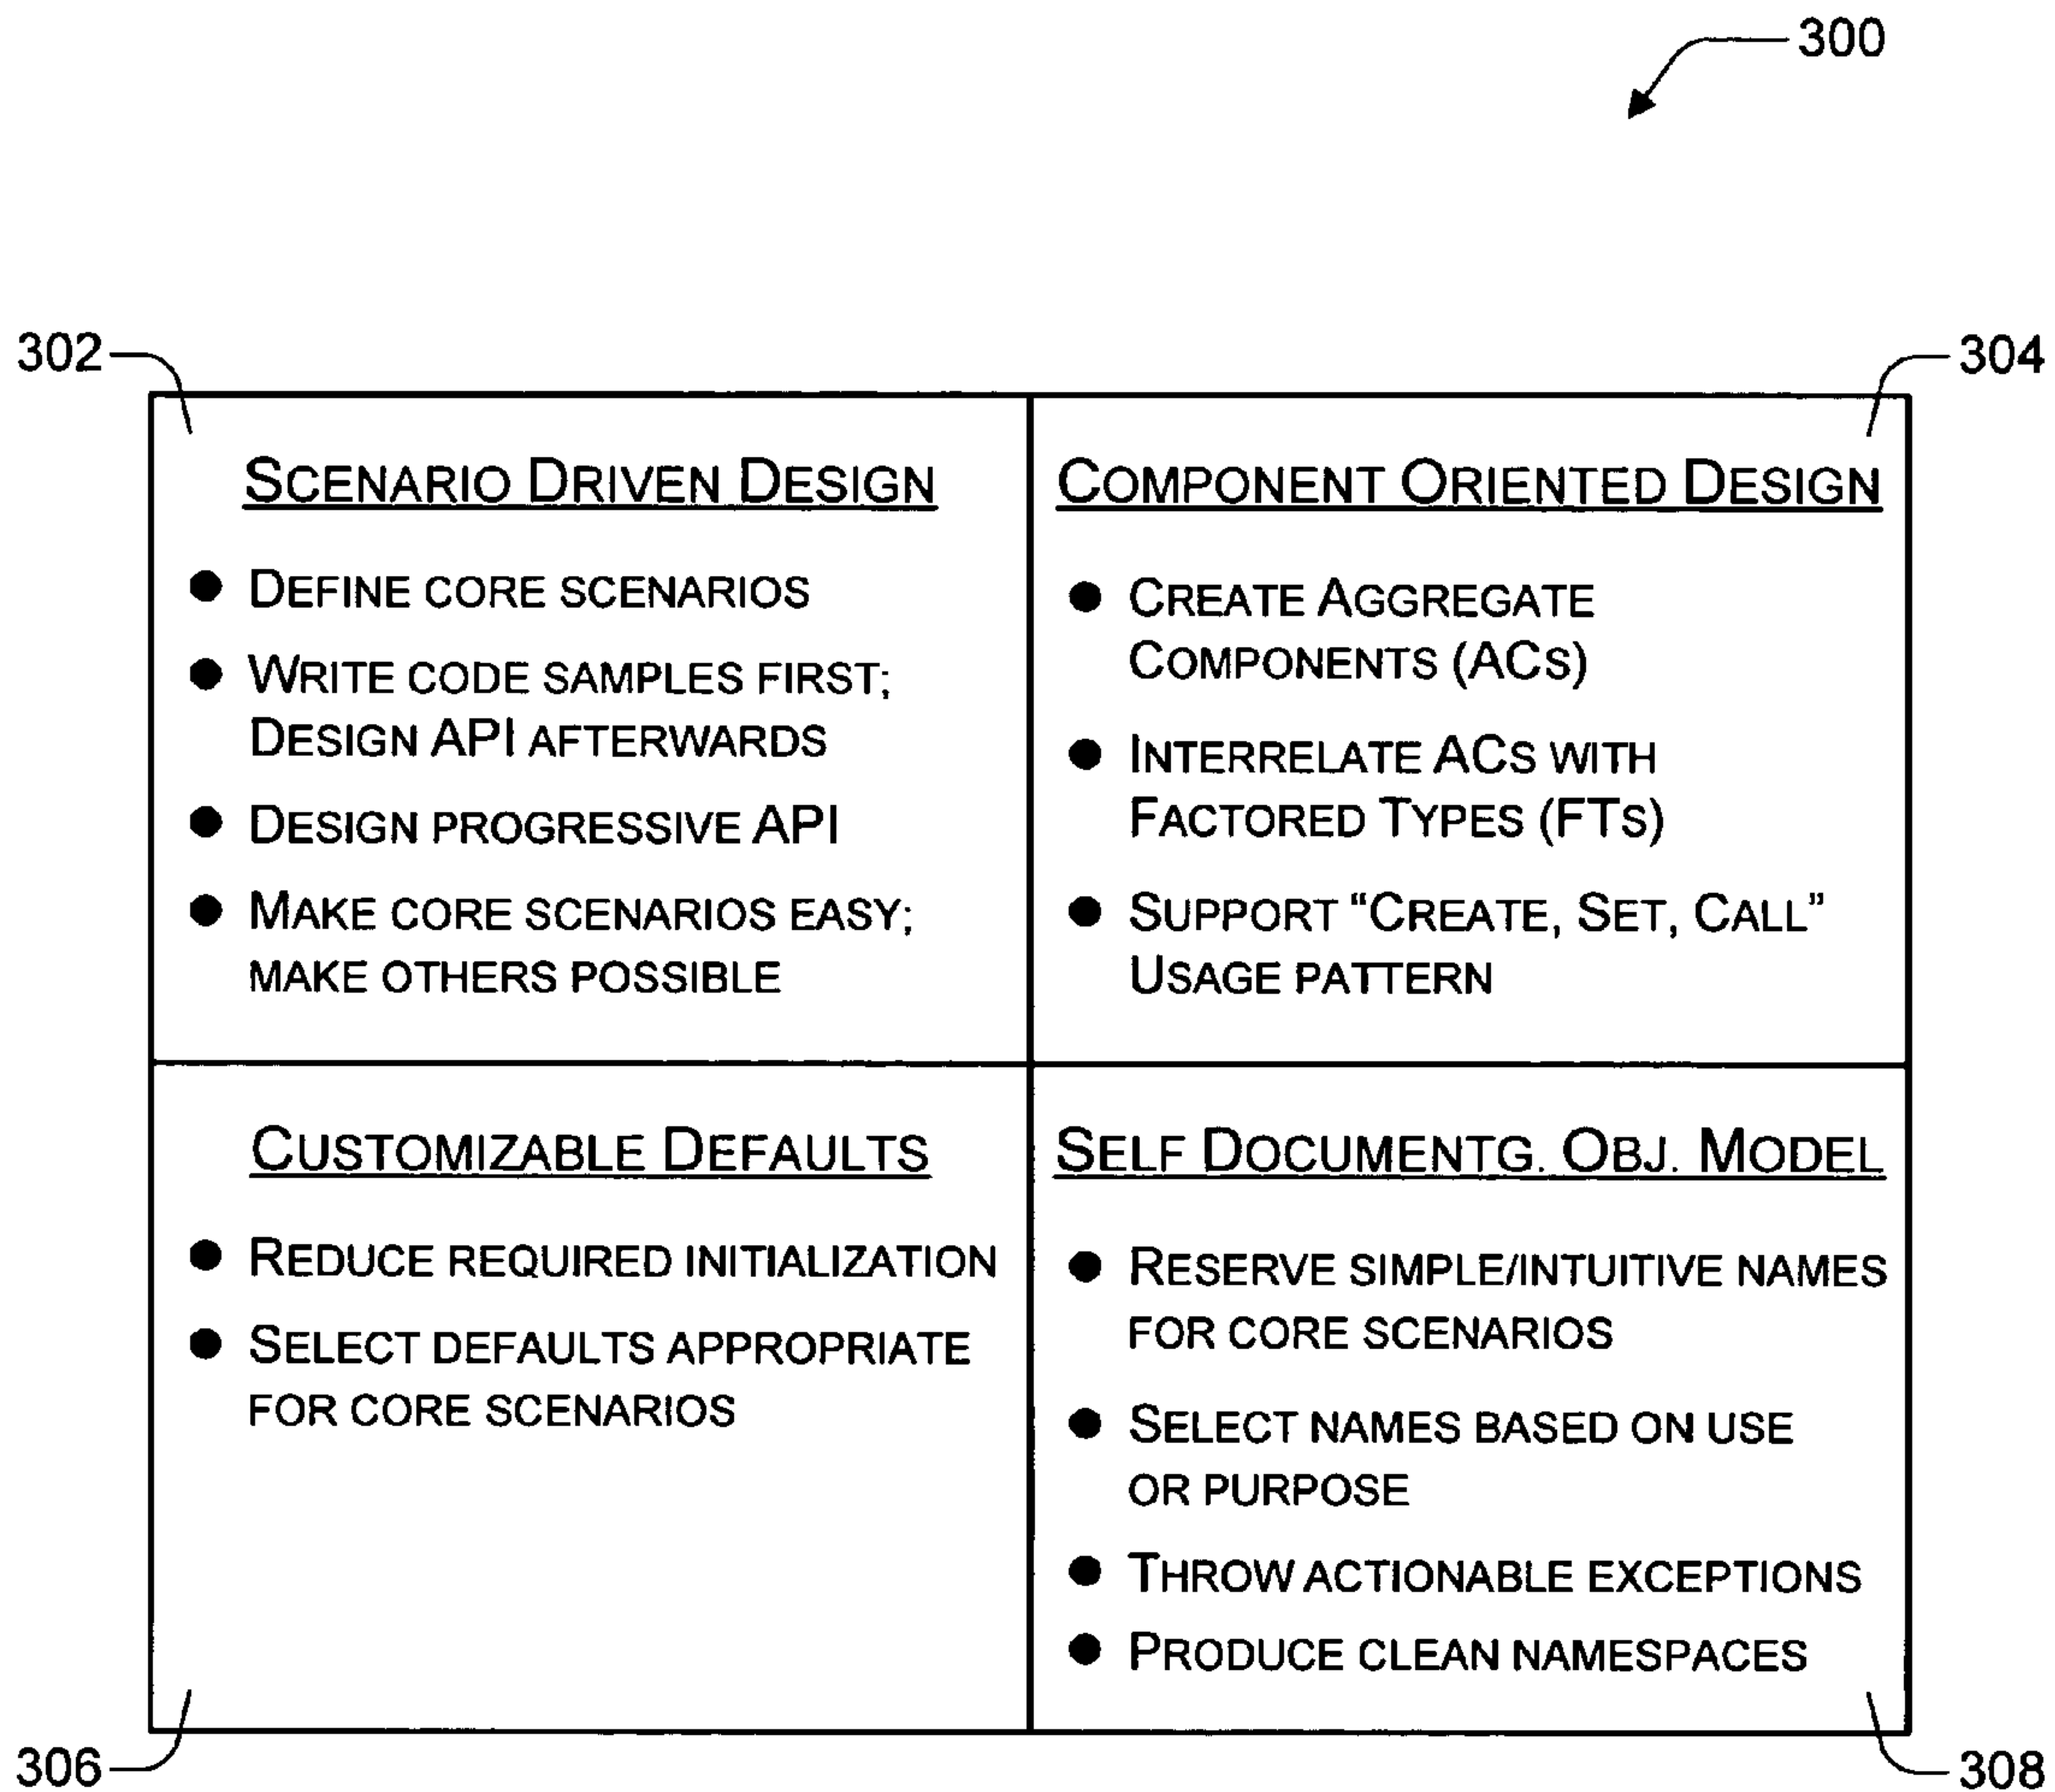 300
302
304
SCENARIO DRIVEN DESIGN
● DEFINE CORE SCENARIOS
● WRITE CODE SAMPLES FIRST;
DESIGN API AFTERWARDS
● DESIGN PROGRESSIVE API
● MAKE CORE SCENARIOS EASY;
MAKE OTHERS POSSIBLE
COMPONENT ORIENTED DESIGN
● CREATE AGGREGATE
COMPONENTS (ACS)
● INTERRELATE ACS WITH
FACTORED TYPES (FTS)
● SUPPORT “CREATE, SET, CALL”
USAGE PATTERN
CUSTOMIZABLE DEFAULTS
● REDUCE REQUIRED INITIALIZATION
● SELECT DEFAULTS APPROPRIATE
FOR CORE SCENARIOS
SELF DOCUMENTG. OBJ. MODEL
● RESERVE SIMPLE/INTUITIVE NAMES
FOR CORE SCENARIOS
● SELECT NAMES BASED ON USE
OR PURPOSE
● THROW ACTIONABLE EXCEPTIONS
● PRODUCE CLEAN NAMESPACES
306
308